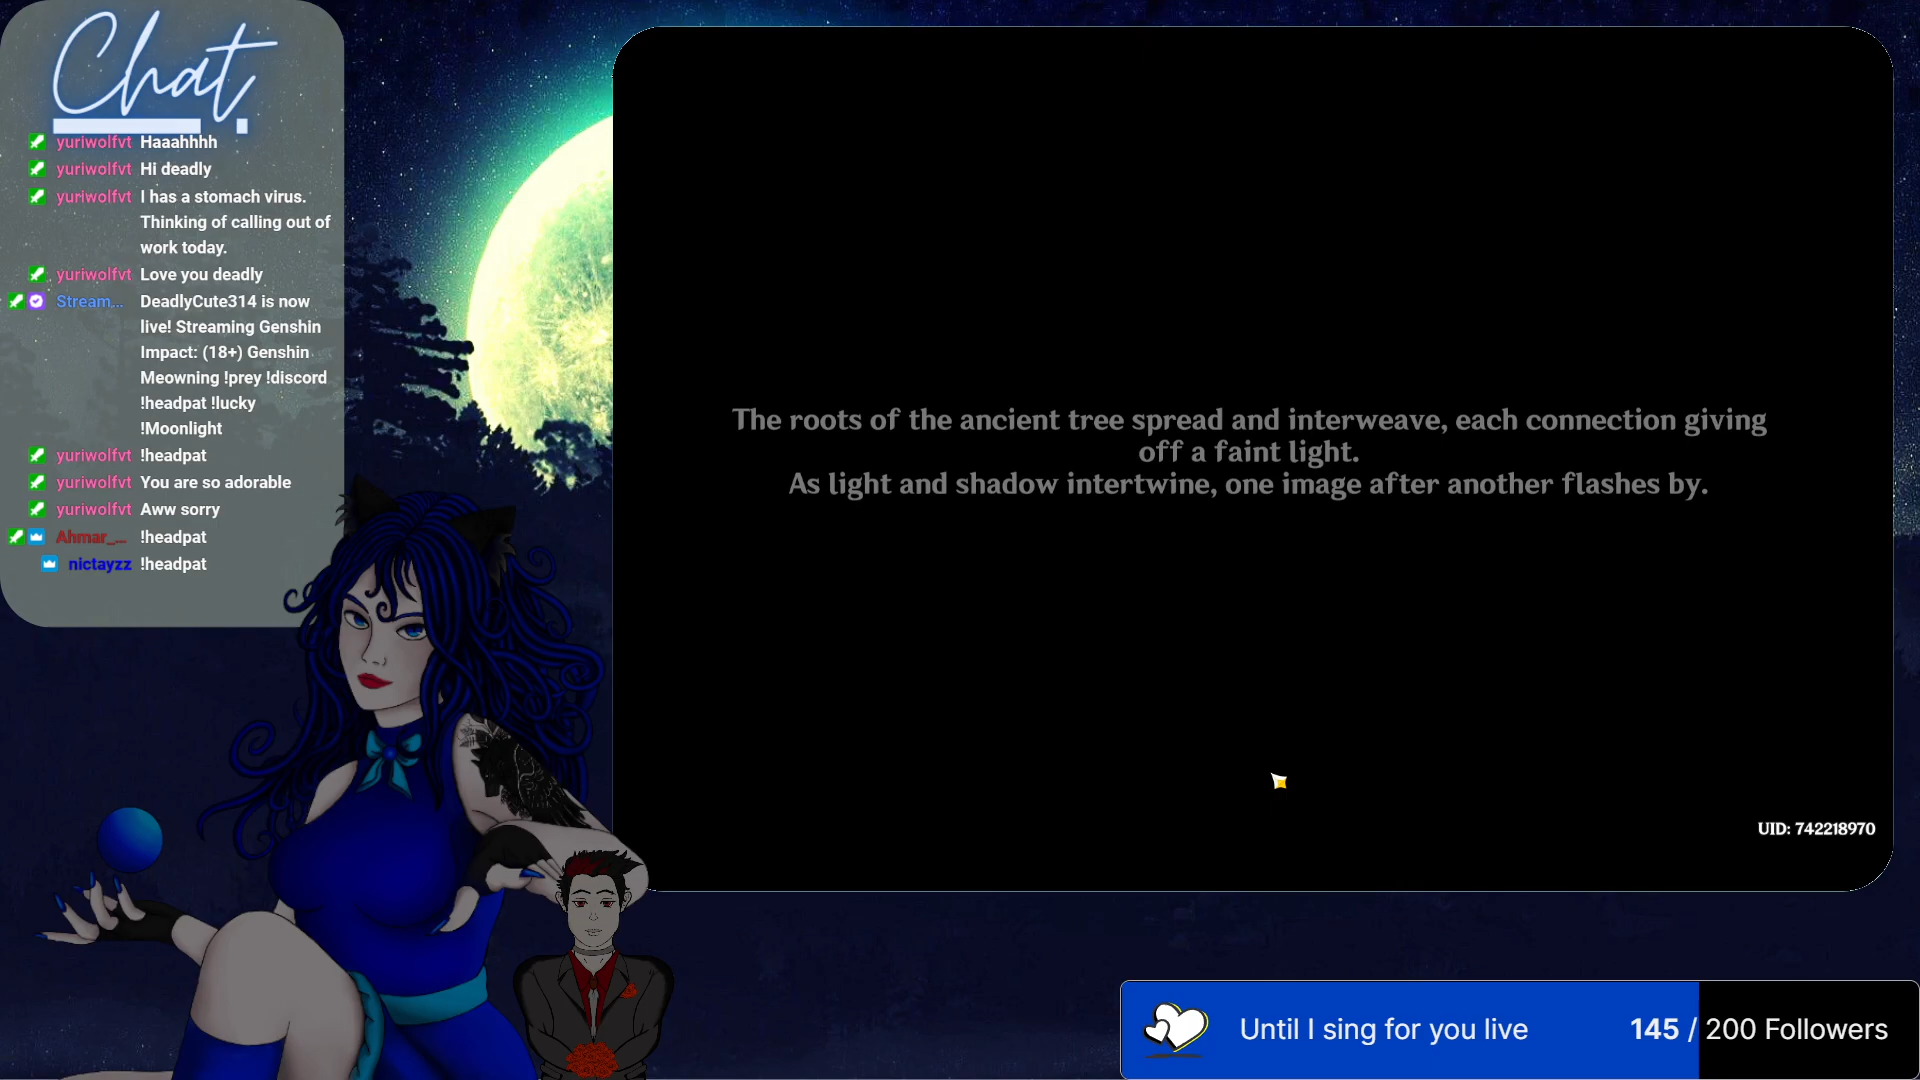 Chat
yuriwolfvt Haaahhhh
yuriwolfvt Hi deadly
yuriwolfvt I has a stomach virus.
Thinking of calling out of
work today.
yuriwolfvt Love you deadly
Stream... DeadlyCute314 is now
live! Streaming Genshin
Impact: (18+) Genshin
Meowning !prey !discord
!headpat !lucky
!Moonlight
yuriwolfvt !headpat
yuriwolfvt You are so adorable
yuriwolfvt Aww sorry
Ahmar_... !headpat
nictayzz !headpat
The roots of the ancient tree spread and interweave, each connection giving
off a faint light.
As light and shadow intertwine, one image after another flashes by.
UID: 742218970
Until I sing for you live 145 / 200 Followers